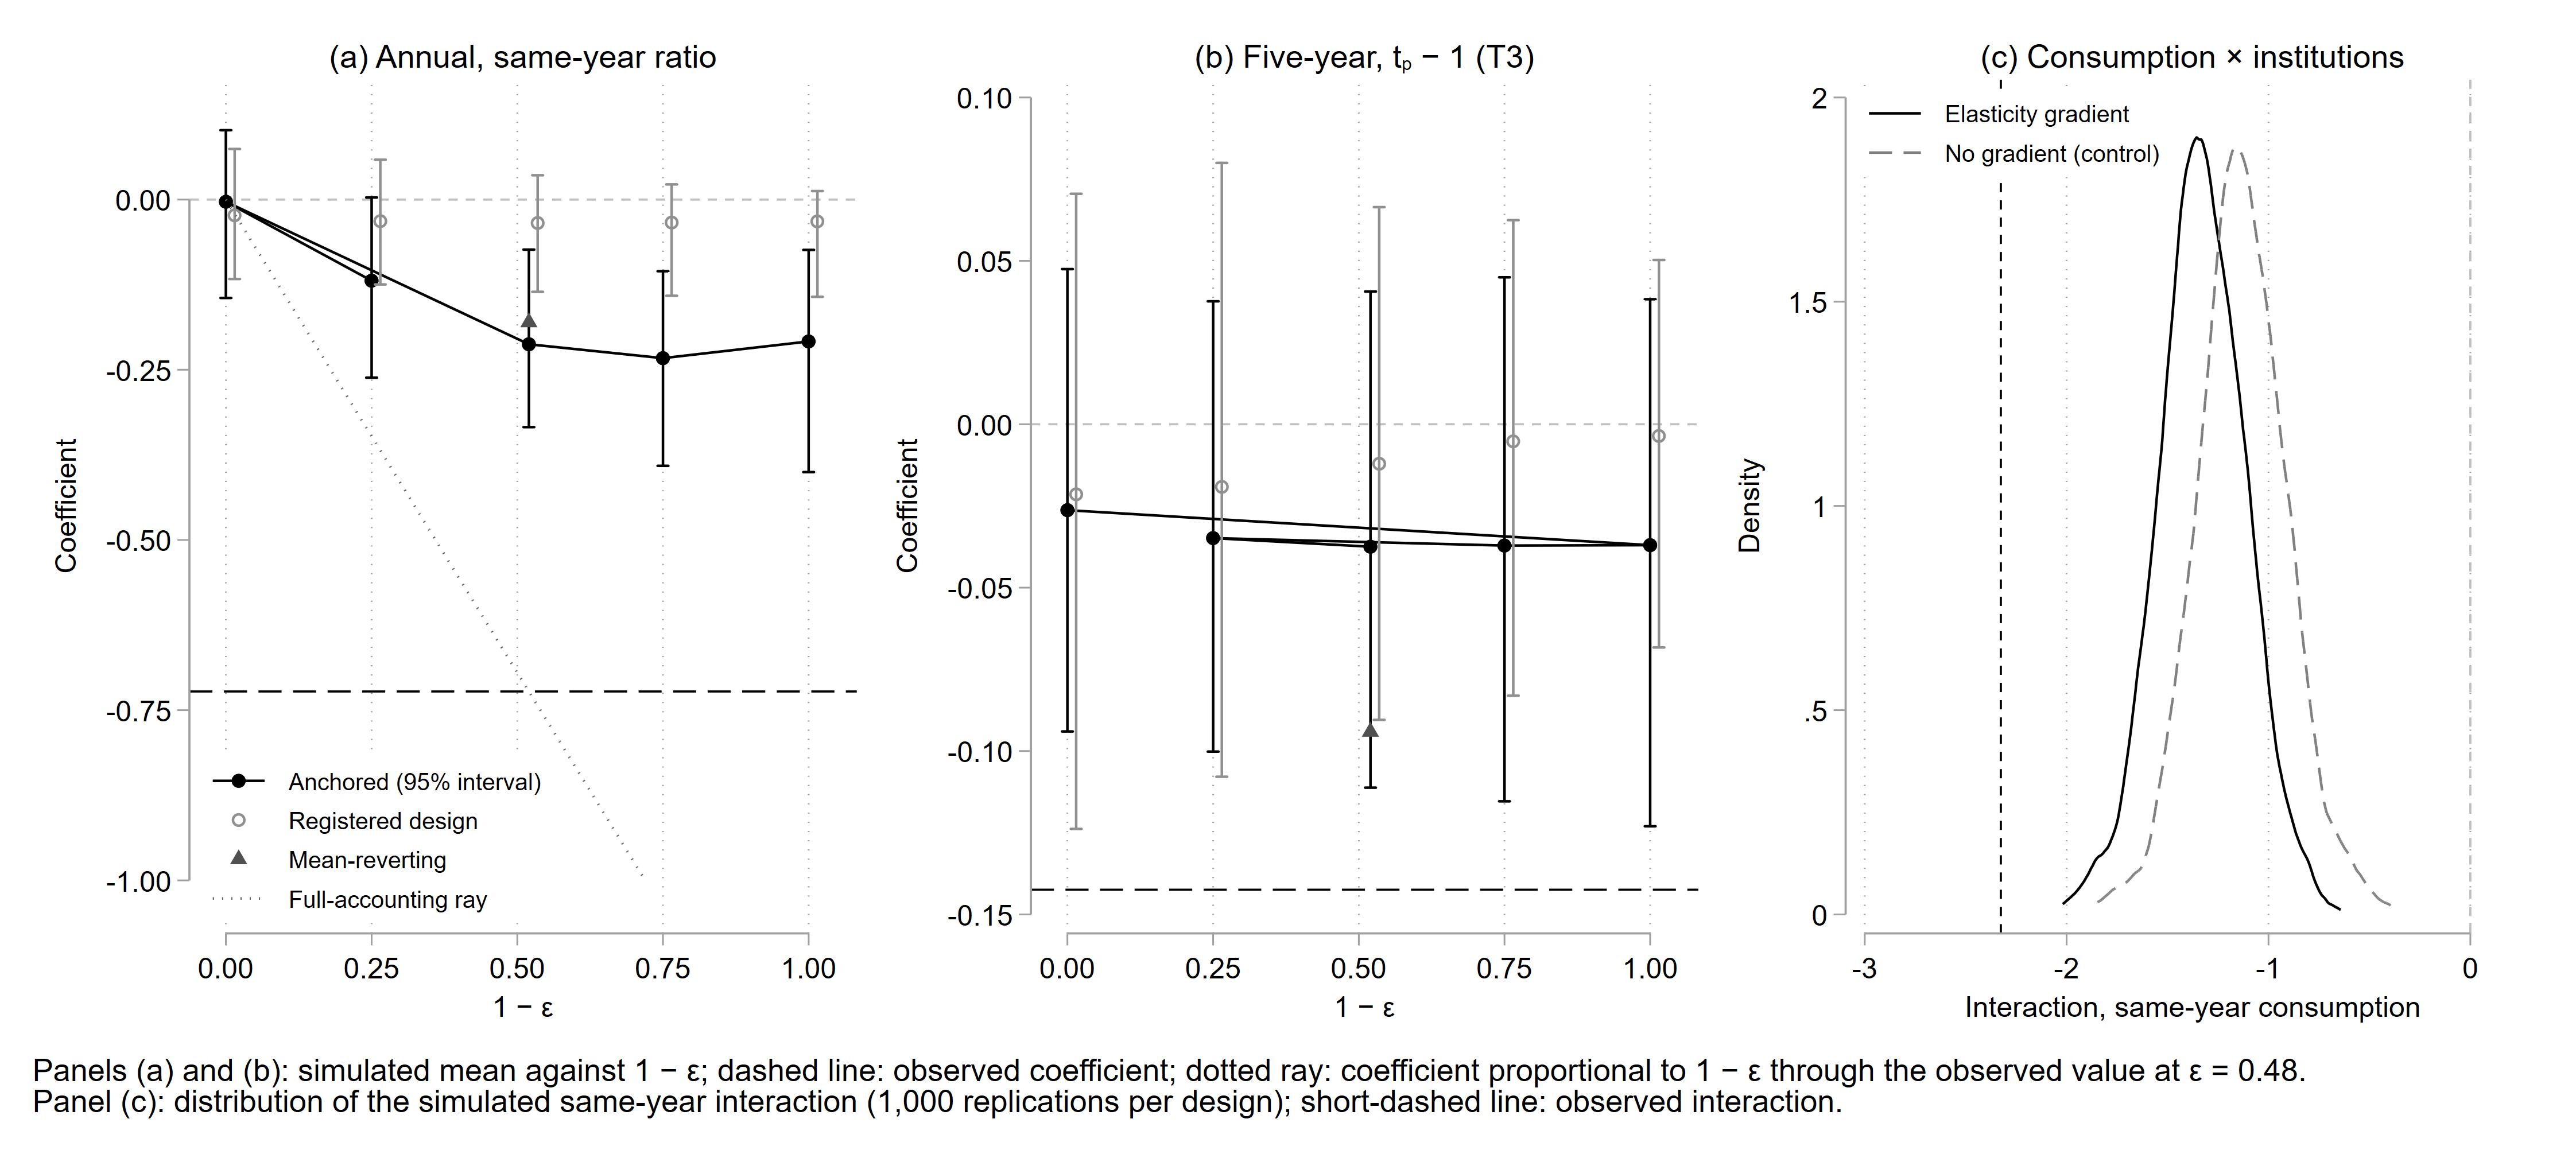 (a) Annual, same-year ratio
0.00
-0.25
-0.50
-0.75
-1.00
Coefficient
Anchored (95% interval)
Registered design
Mean-reverting
Full-accounting ray
0.00 0.25 0.50 0.75 1.00
1 − ε
(b) Five-year, tₚ − 1 (T3)
0.10
0.05
0.00
-0.05
-0.10
-0.15
Coefficient
0.00 0.25 0.50 0.75 1.00
1 − ε
(c) Consumption × institutions
Elasticity gradient
No gradient (control)
2
1.5
1
.5
0
Density
-3 -2 -1 0
Interaction, same-year consumption
Panels (a) and (b): simulated mean against 1 − ε; dashed line: observed coefficient; dotted ray: coefficient proportional to 1 − ε through the observed value at ε = 0.48.
Panel (c): distribution of the simulated same-year interaction (1,000 replications per design); short-dashed line: observed interaction.